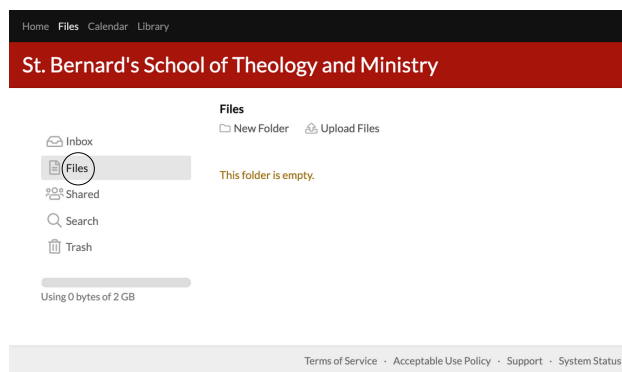 Home Files Calendar Library
St. Bernard's School of Theology and Ministry
Files
New Folder Upload Files
Inbox
Files
Shared
Search
Trash
This folder is empty.
Using 0 bytes of 2 GB
Terms of Service · Acceptable Use Policy · Support · System Status